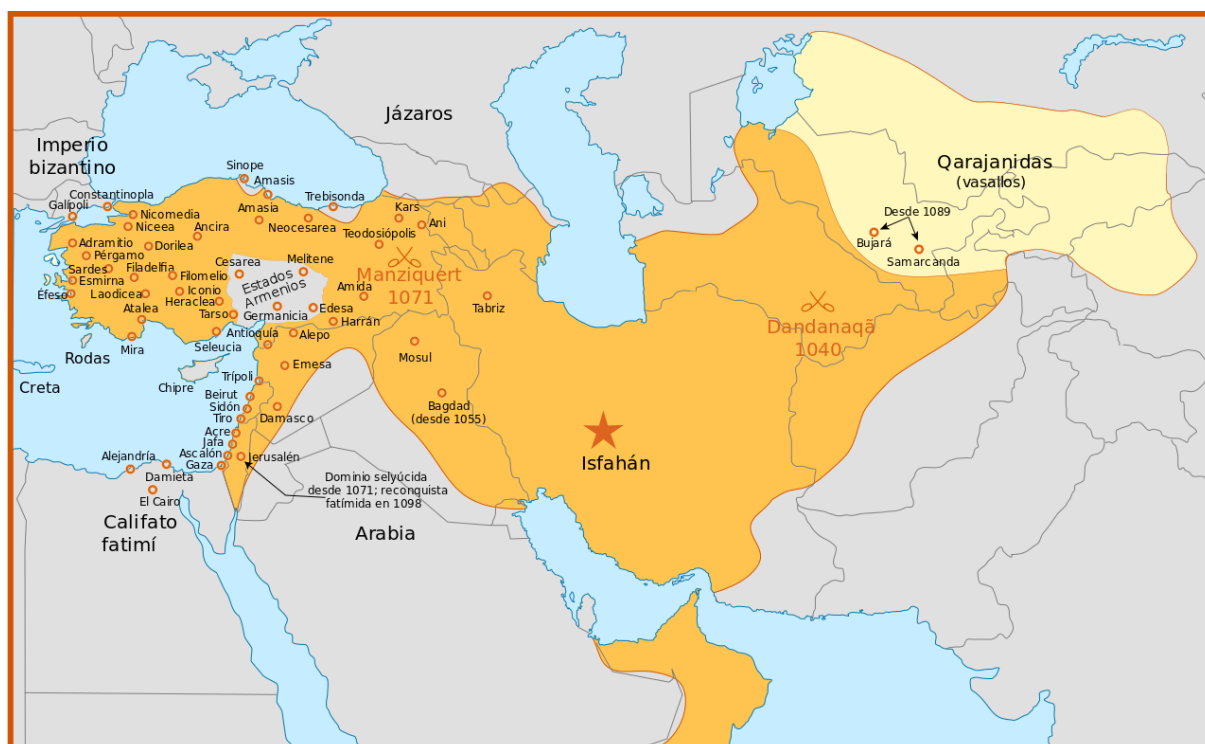 Jázaros
Imperio
bizantino
Qarajanidas
(vasallos)
Sinope
Amasis
Constantinopla
Galípoli
Trebisonda
Nicomedia
Niceea
Amasia
Neocesarea
Kars
Ani
Desde 1089
Bujará
Samarcanda
Ancira
Teodosiópolis
Adramitio
Dorilea
Pérgamo
Cesarea
Melitene
Manziquert
1071
Sardes
Filadelfia
Filomelio
Estados
Armenios
Esmirna
Éfeso
Laodicea
Iconio
Heraclea
Amida
Tabriz
Atalea
Tarso
Germanicia
Edesa
Harrán
Dandanaqã
1040
Mira
Seleucia
Antioquía
Alepo
Mosul
Rodas
Emesa
Creta
Chipre
Trípoli
Beirut
Sidón
Tiro
Damasco
Bagdad
(desde 1055)
Acre
Jafa
Ascalón
Gaza
Jerusalén
Isfahán
Alejandría
Damieta
El Cairo
Dominio selyúcida
desde 1071; reconquista
fatímida en 1098
Califato
fatimí
Arabia